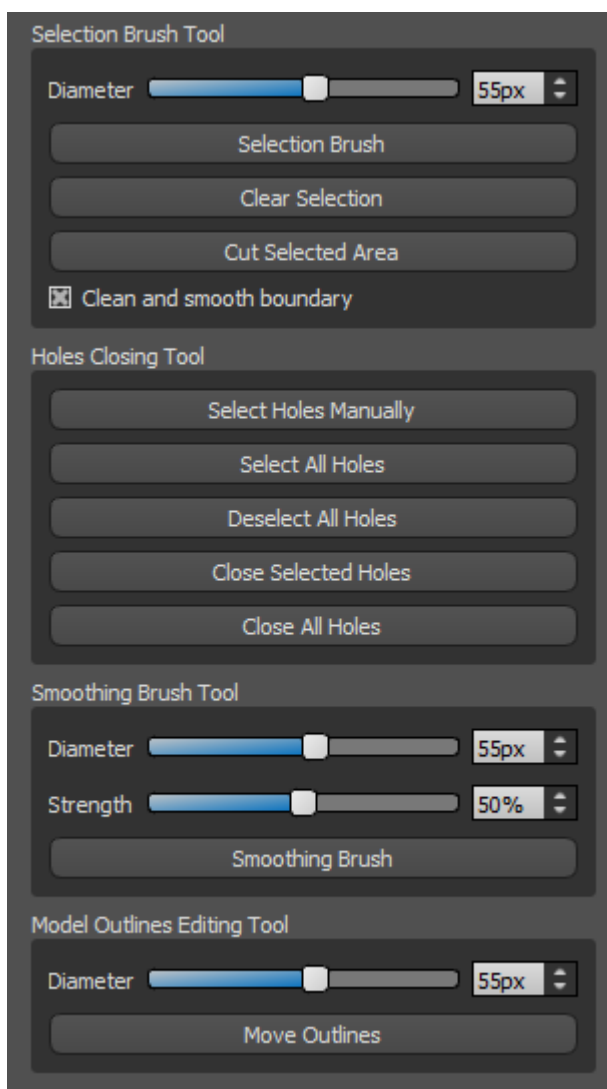 Selection Brush Tool
Diameter 55px
Selection Brush
Clear Selection
Cut Selected Area
Clean and smooth boundary
Holes Closing Tool
Select Holes Manually
Select All Holes
Deselect All Holes
Close Selected Holes
Close All Holes
Smoothing Brush Tool
Diameter 55px
Strength 50%
Smoothing Brush
Model Outlines Editing Tool
Diameter 55px
Move Outlines